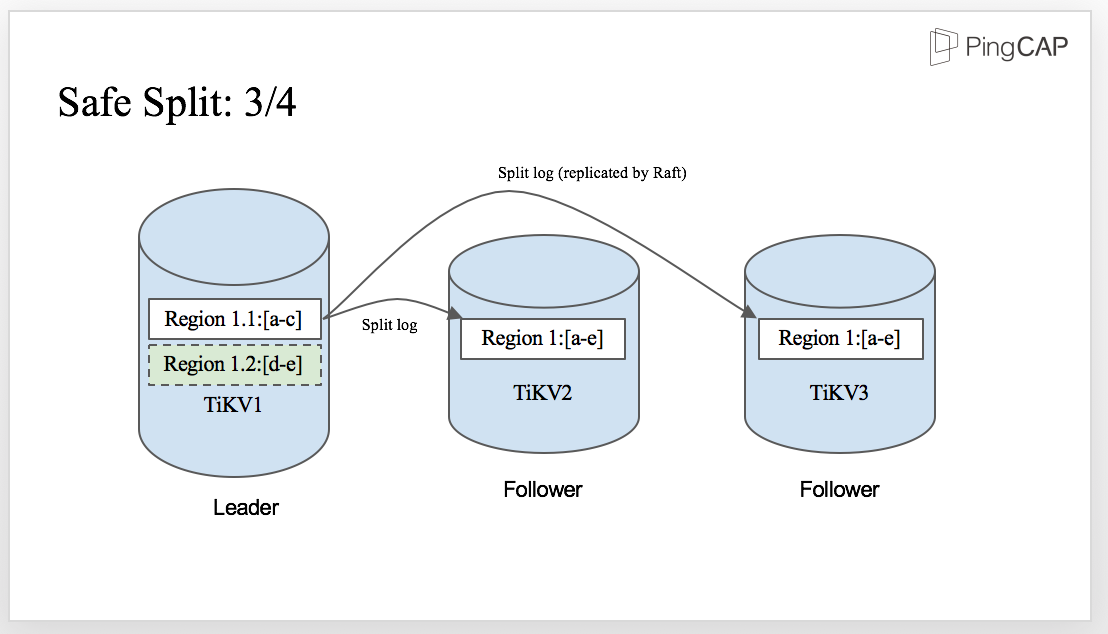 PingCAP
Safe Split: 3/4
Split log (replicated by Raft)
Split log
Region 1.1:[a-c]
Region 1.2:[d-e]
TiKV1
Leader
Region 1:[a-e]
TiKV2
Follower
Region 1:[a-e]
TiKV3
Follower